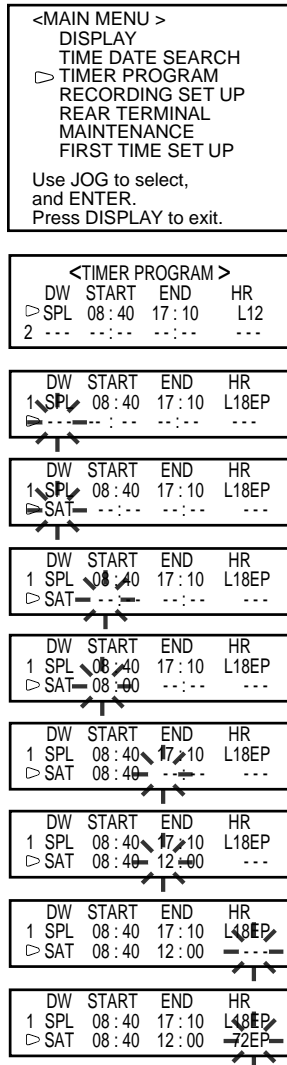 <MAIN MENU >
DISPLAY
TIME DATE SEARCH
▷ TIMER PROGRAM
RECORDING SET UP
REAR TERMINAL
MAINTENANCE
FIRST TIME SET UP
Use JOG to select,
and ENTER.
Press DISPLAY to exit.
<TIMER PROGRAM >
DW START END HR
▷ SPL 08 : 40 17 : 10 L12
2 - - - - - : - - - - : - - - - -
DW START END HR
1 SPL 08 : 40 17 : 10 L18EP
▷ - - - - - : - - - - : - - - - -
DW START END HR
1 SPL 08 : 40 17 : 10 L18EP
▷ SAT - - : - - - - : - - - - -
DW START END HR
1 SPL 08 : 40 17 : 10 L18EP
▷ SAT - - : - - - - : - - - - -
DW START END HR
1 SPL 08 : 40 17 : 10 L18EP
▷ SAT 08 : 00 - - : - - - - -
DW START END HR
1 SPL 08 : 40 17 : 10 L18EP
▷ SAT 08 : 40 - - : - - - - -
DW START END HR
1 SPL 08 : 40 17 : 10 L18EP
▷ SAT 08 : 40 12 : 00 - - -
DW START END HR
1 SPL 08 : 40 17 : 10 L18EP
▷ SAT 08 : 40 12 : 00 - - -
DW START END HR
1 SPL 08 : 40 17 : 10 L18EP
▷ SAT 08 : 40 12 : 00 72EP